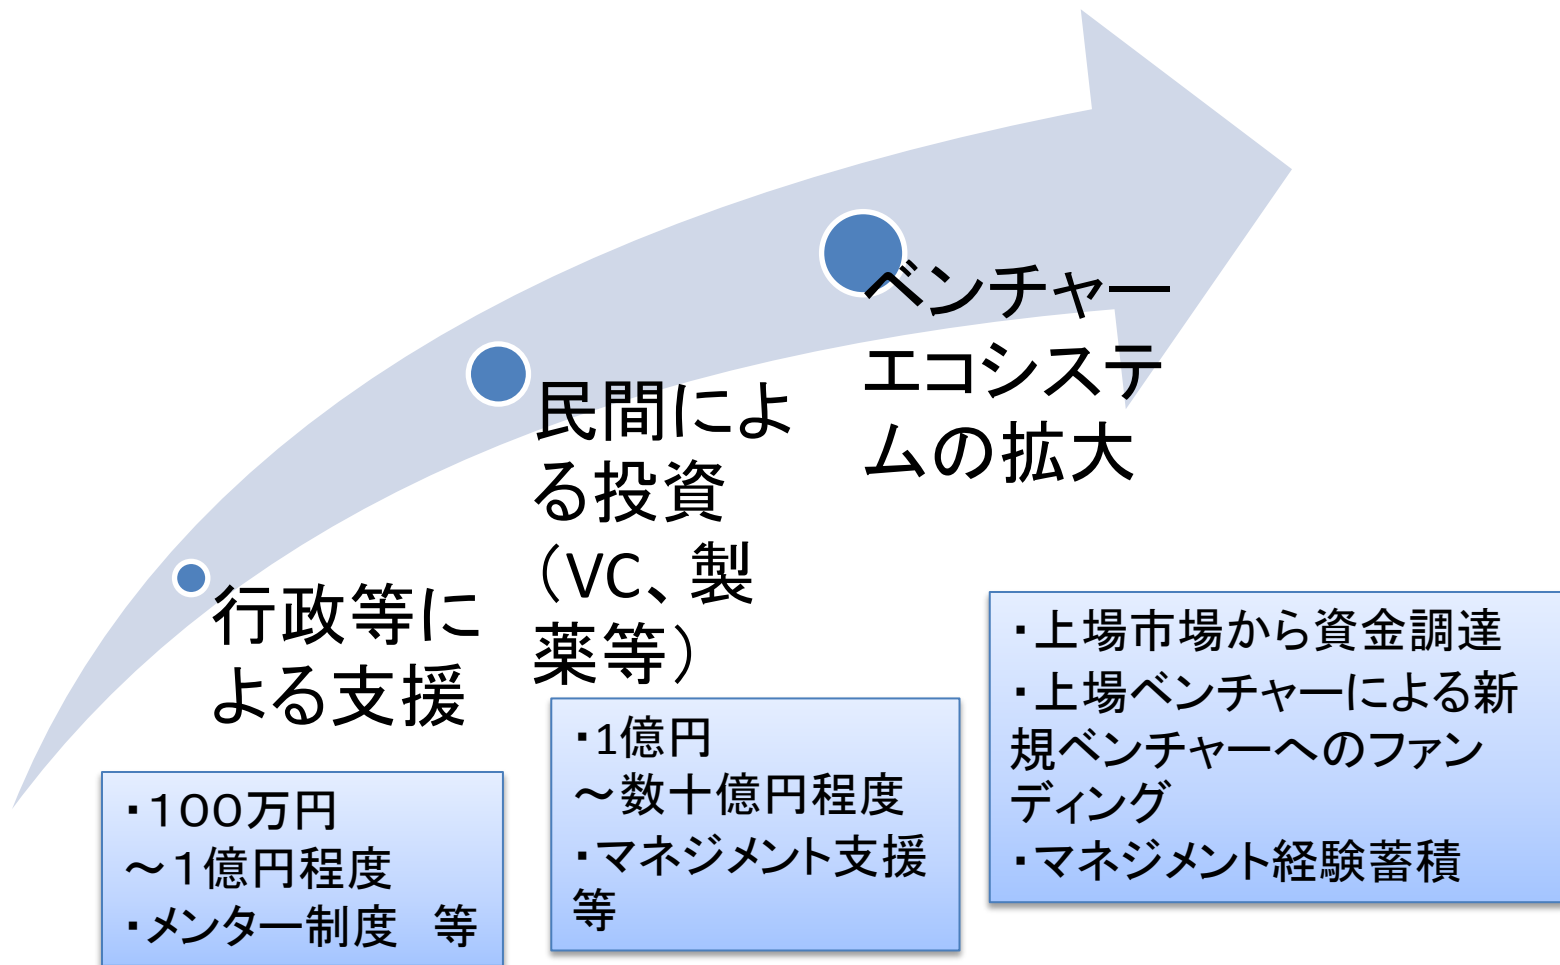 行政等に
よる支援
・１００万円
～１億円程度
・メンター制度　等
民間によ
る投資
（VC、製
薬等）
・1億円
～数十億円程度
・マネジメント支援
等
ベンチャー
エコシステ
ムの拡大
・上場市場から資金調達
・上場ベンチャーによる新
規ベンチャーへのファン
ディング
・マネジメント経験蓄積